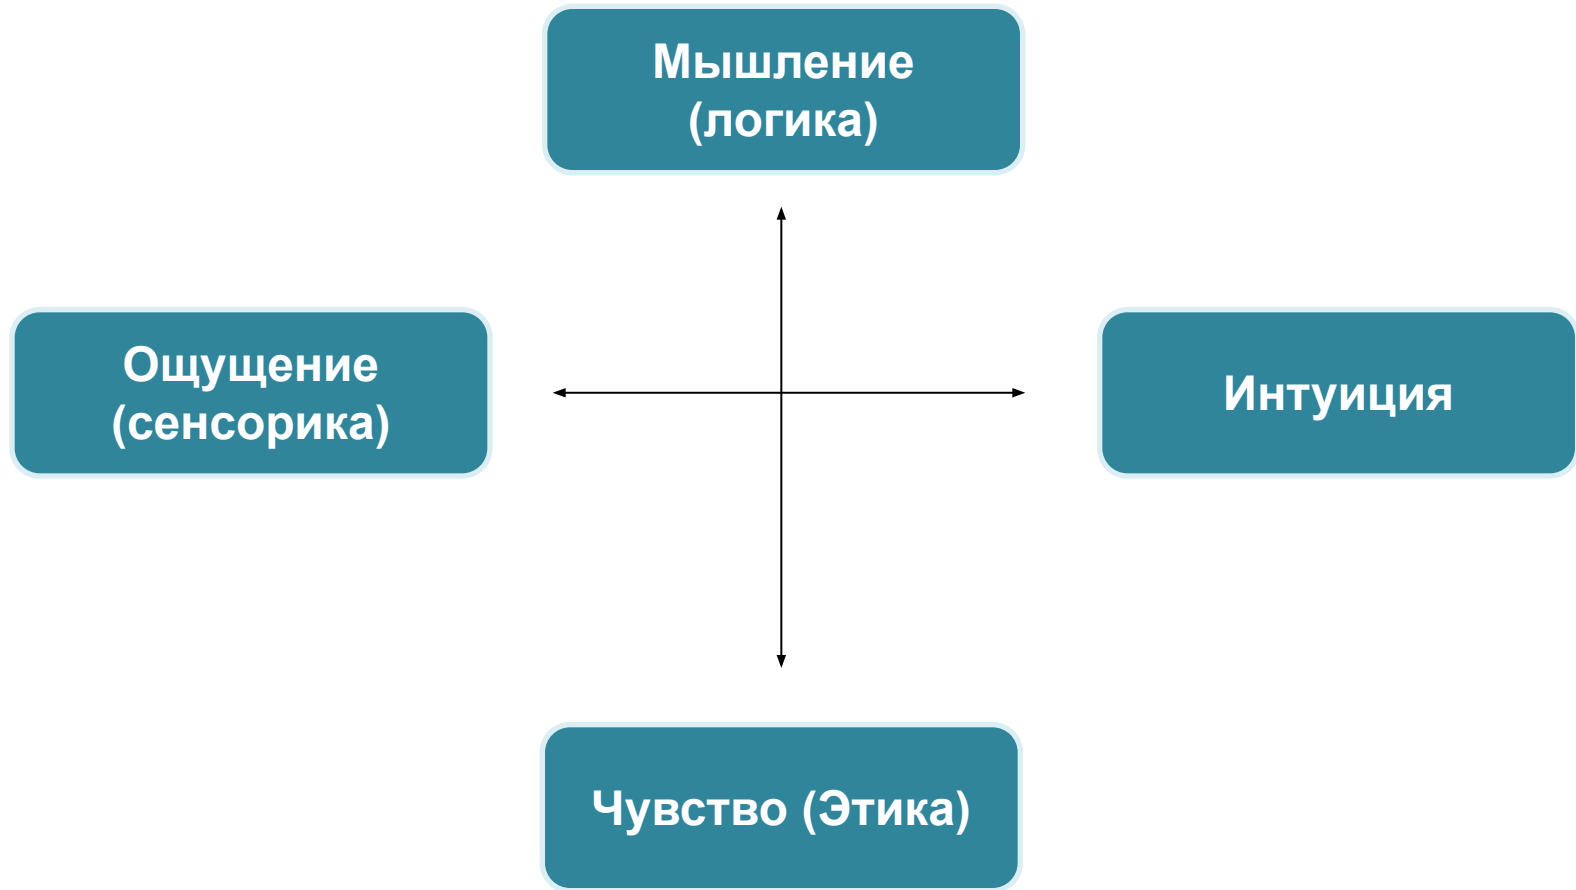 Мышление
(логика)
Ощущение
(сенсорика)
Интуиция
Чувство (Этика)